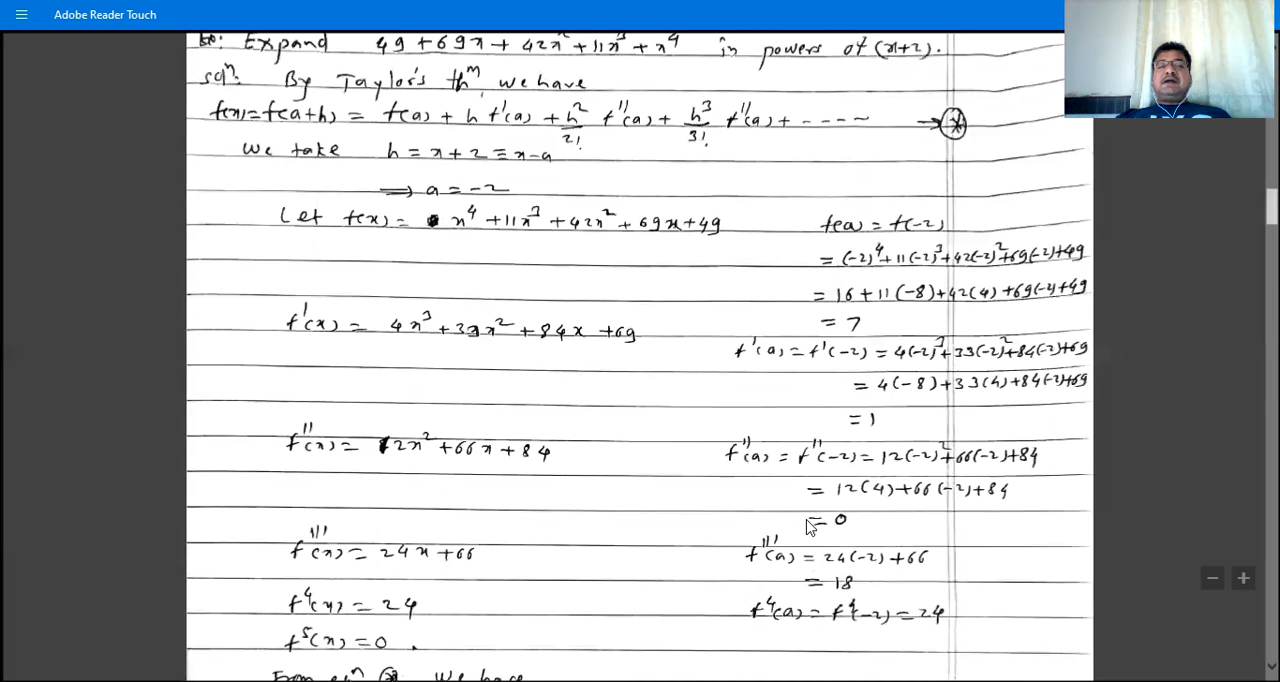 Adobe Reader Touch
Ex: Expand 49+69x+42x²+11x³+x⁴ in powers of (x+2).
Solⁿ: By Taylor's thᵐ, we have
f(x)=f(a+h) = f(a) + h f'(a) + h²/2! f''(a) + h³/3! f''(a) + ---- → (*)
We take h = x+2 = x-a
⟹ a = -2
Let f(x) = x⁴+11x³+42x²+69x+49
f(a) = f(-2)
= (-2)⁴+11(-2)³+42(-2)²+69(-2)+49
= 16+11(-8)+42(4)+69(-2)+49
= 7
f'(x) = 4x³+33x²+84x+69
f'(a) = f'(-2) = 4(-2)³+33(-2)²+84(-2)+69
= 4(-8)+33(4)+84(-2)+69
= 1
f''(x) = 12x²+66x+84
f''(a) = f''(-2) = 12(-2)²+66(-2)+84
= 12(4)+66(-2)+84
= 0
f'''(x) = 24x+66
f'''(a) = 24(-2)+66
= 18
f⁴(x) = 24
f⁴(a) = f⁴(-2) = 24
f⁵(x) = 0.
From eqⁿ (*) we have